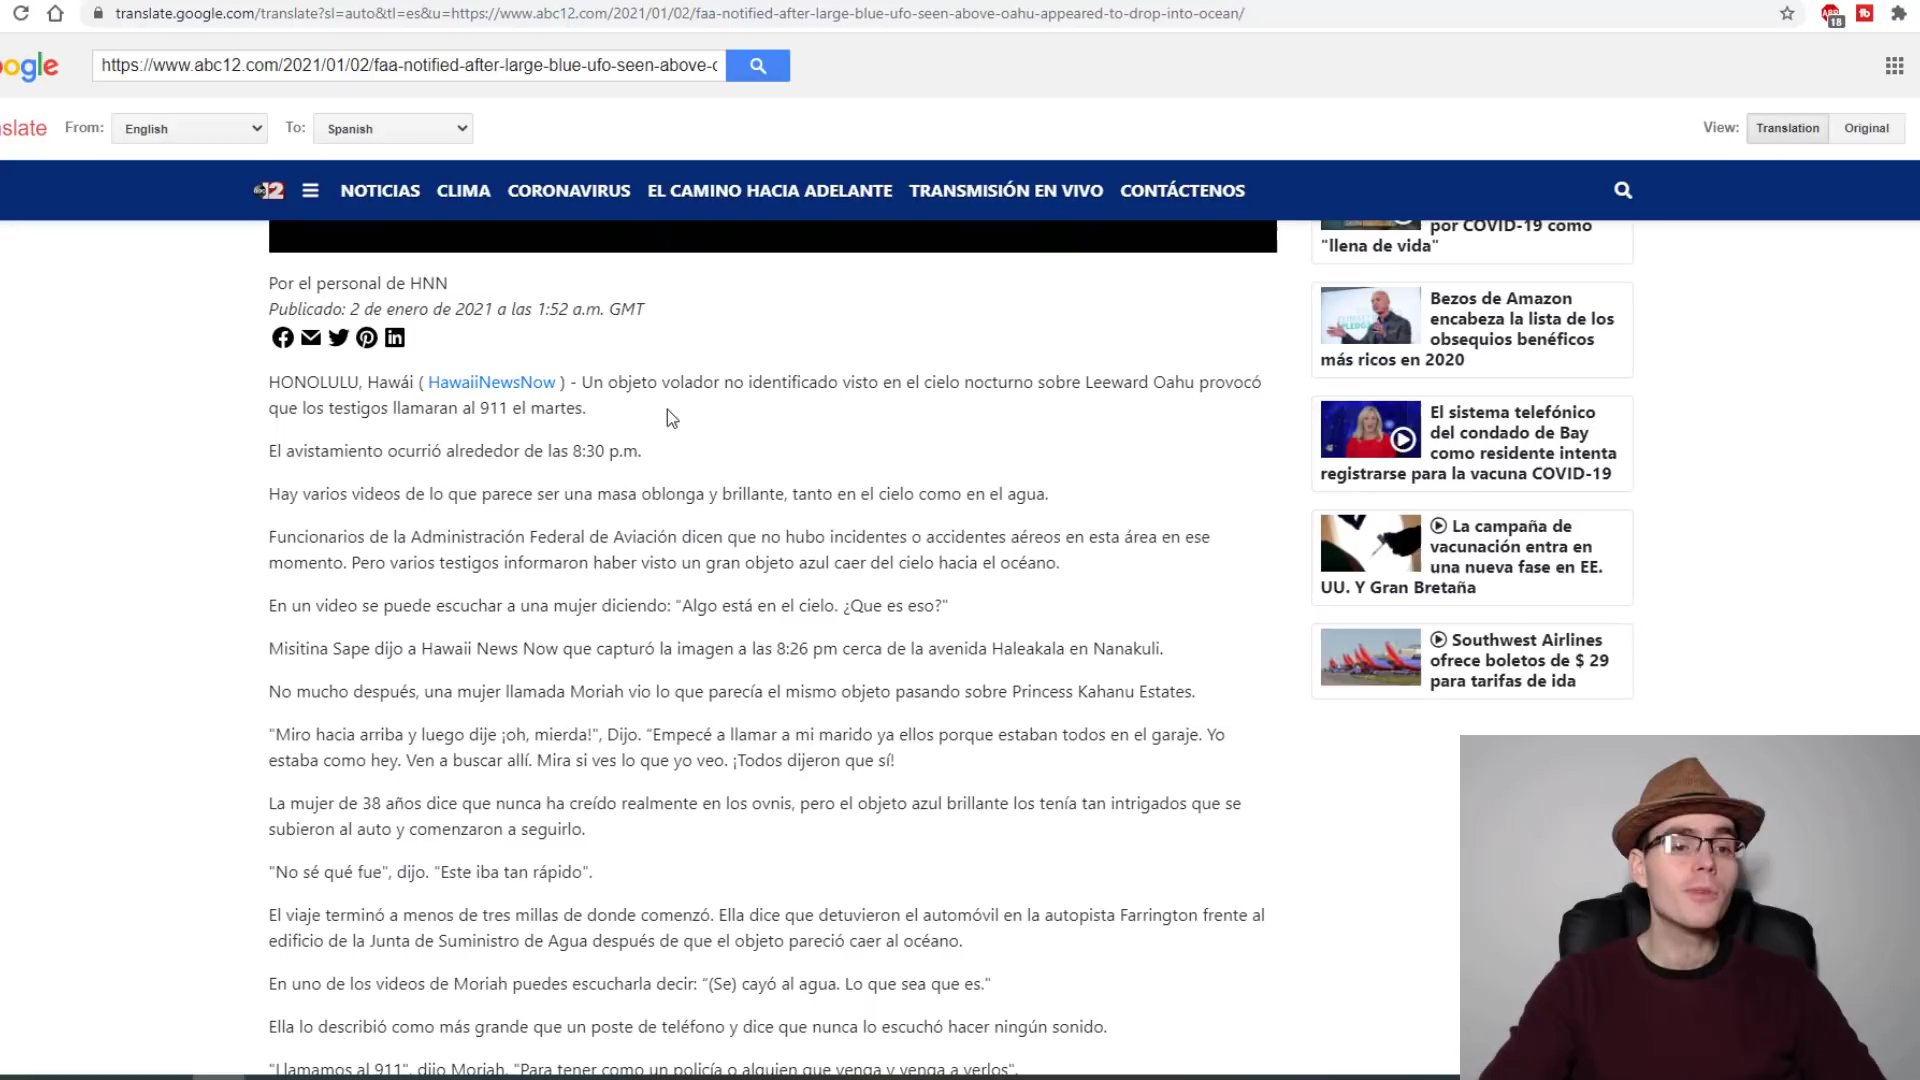 translate.google.com/translate?sl=auto&tl=es&u=https://www.abc12.com/2021/01/02/faa-notified-after-large-blue-ufo-seen-above-oahu-appeared-to-drop-into-ocean/
18
ogle
https://www.abc12.com/2021/01/02/faa-notified-after-large-blue-ufo-seen-above-
slate
From:
English
To:
Spanish
View:
Translation
Original
abc 12
NOTICIAS
CLIMA
CORONAVIRUS
EL CAMINO HACIA ADELANTE
TRANSMISIÓN EN VIVO
CONTÁCTENOS
Por el personal de HNN
Publicado: 2 de enero de 2021 a las 1:52 a.m. GMT
HONOLULU, Hawái ( HawaiiNewsNow ) - Un objeto volador no identificado visto en el cielo nocturno sobre Leeward Oahu provocó
que los testigos llamaran al 911 el martes.
El avistamiento ocurrió alrededor de las 8:30 p.m.
Hay varios videos de lo que parece ser una masa oblonga y brillante, tanto en el cielo como en el agua.
Funcionarios de la Administración Federal de Aviación dicen que no hubo incidentes o accidentes aéreos en esta área en ese
momento. Pero varios testigos informaron haber visto un gran objeto azul caer del cielo hacia el océano.
En un video se puede escuchar a una mujer diciendo: “Algo está en el cielo. ¿Que es eso?"
Misitina Sape dijo a Hawaii News Now que capturó la imagen a las 8:26 pm cerca de la avenida Haleakala en Nanakuli.
No mucho después, una mujer llamada Moriah vio lo que parecía el mismo objeto pasando sobre Princess Kahanu Estates.
"Miro hacia arriba y luego dije ¡oh, mierda!", Dijo. “Empecé a llamar a mi marido ya ellos porque estaban todos en el garaje. Yo
estaba como hey. Ven a buscar allí. Mira si ves lo que yo veo. ¡Todos dijeron que sí!
La mujer de 38 años dice que nunca ha creído realmente en los ovnis, pero el objeto azul brillante los tenía tan intrigados que se
subieron al auto y comenzaron a seguirlo.
"No sé qué fue", dijo. "Este iba tan rápido".
El viaje terminó a menos de tres millas de donde comenzó. Ella dice que detuvieron el automóvil en la autopista Farrington frente al
edificio de la Junta de Suministro de Agua después de que el objeto pareció caer al océano.
En uno de los videos de Moriah puedes escucharla decir: “(Se) cayó al agua. Lo que sea que es."
Ella lo describió como más grande que un poste de teléfono y dice que nunca lo escuchó hacer ningún sonido.
"Llamamos al 911", dijo Moriah. "Para tener como un policía o alguien que venga y venga a verlos".
por COVID-19 como
"llena de vida"
Bezos de Amazon
encabeza la lista de los
obsequios benéficos
más ricos en 2020
El sistema telefónico
del condado de Bay
como residente intenta
registrarse para la vacuna COVID-19
La campaña de
vacunación entra en
una nueva fase en EE.
UU. Y Gran Bretaña
Southwest Airlines
ofrece boletos de $ 29
para tarifas de ida